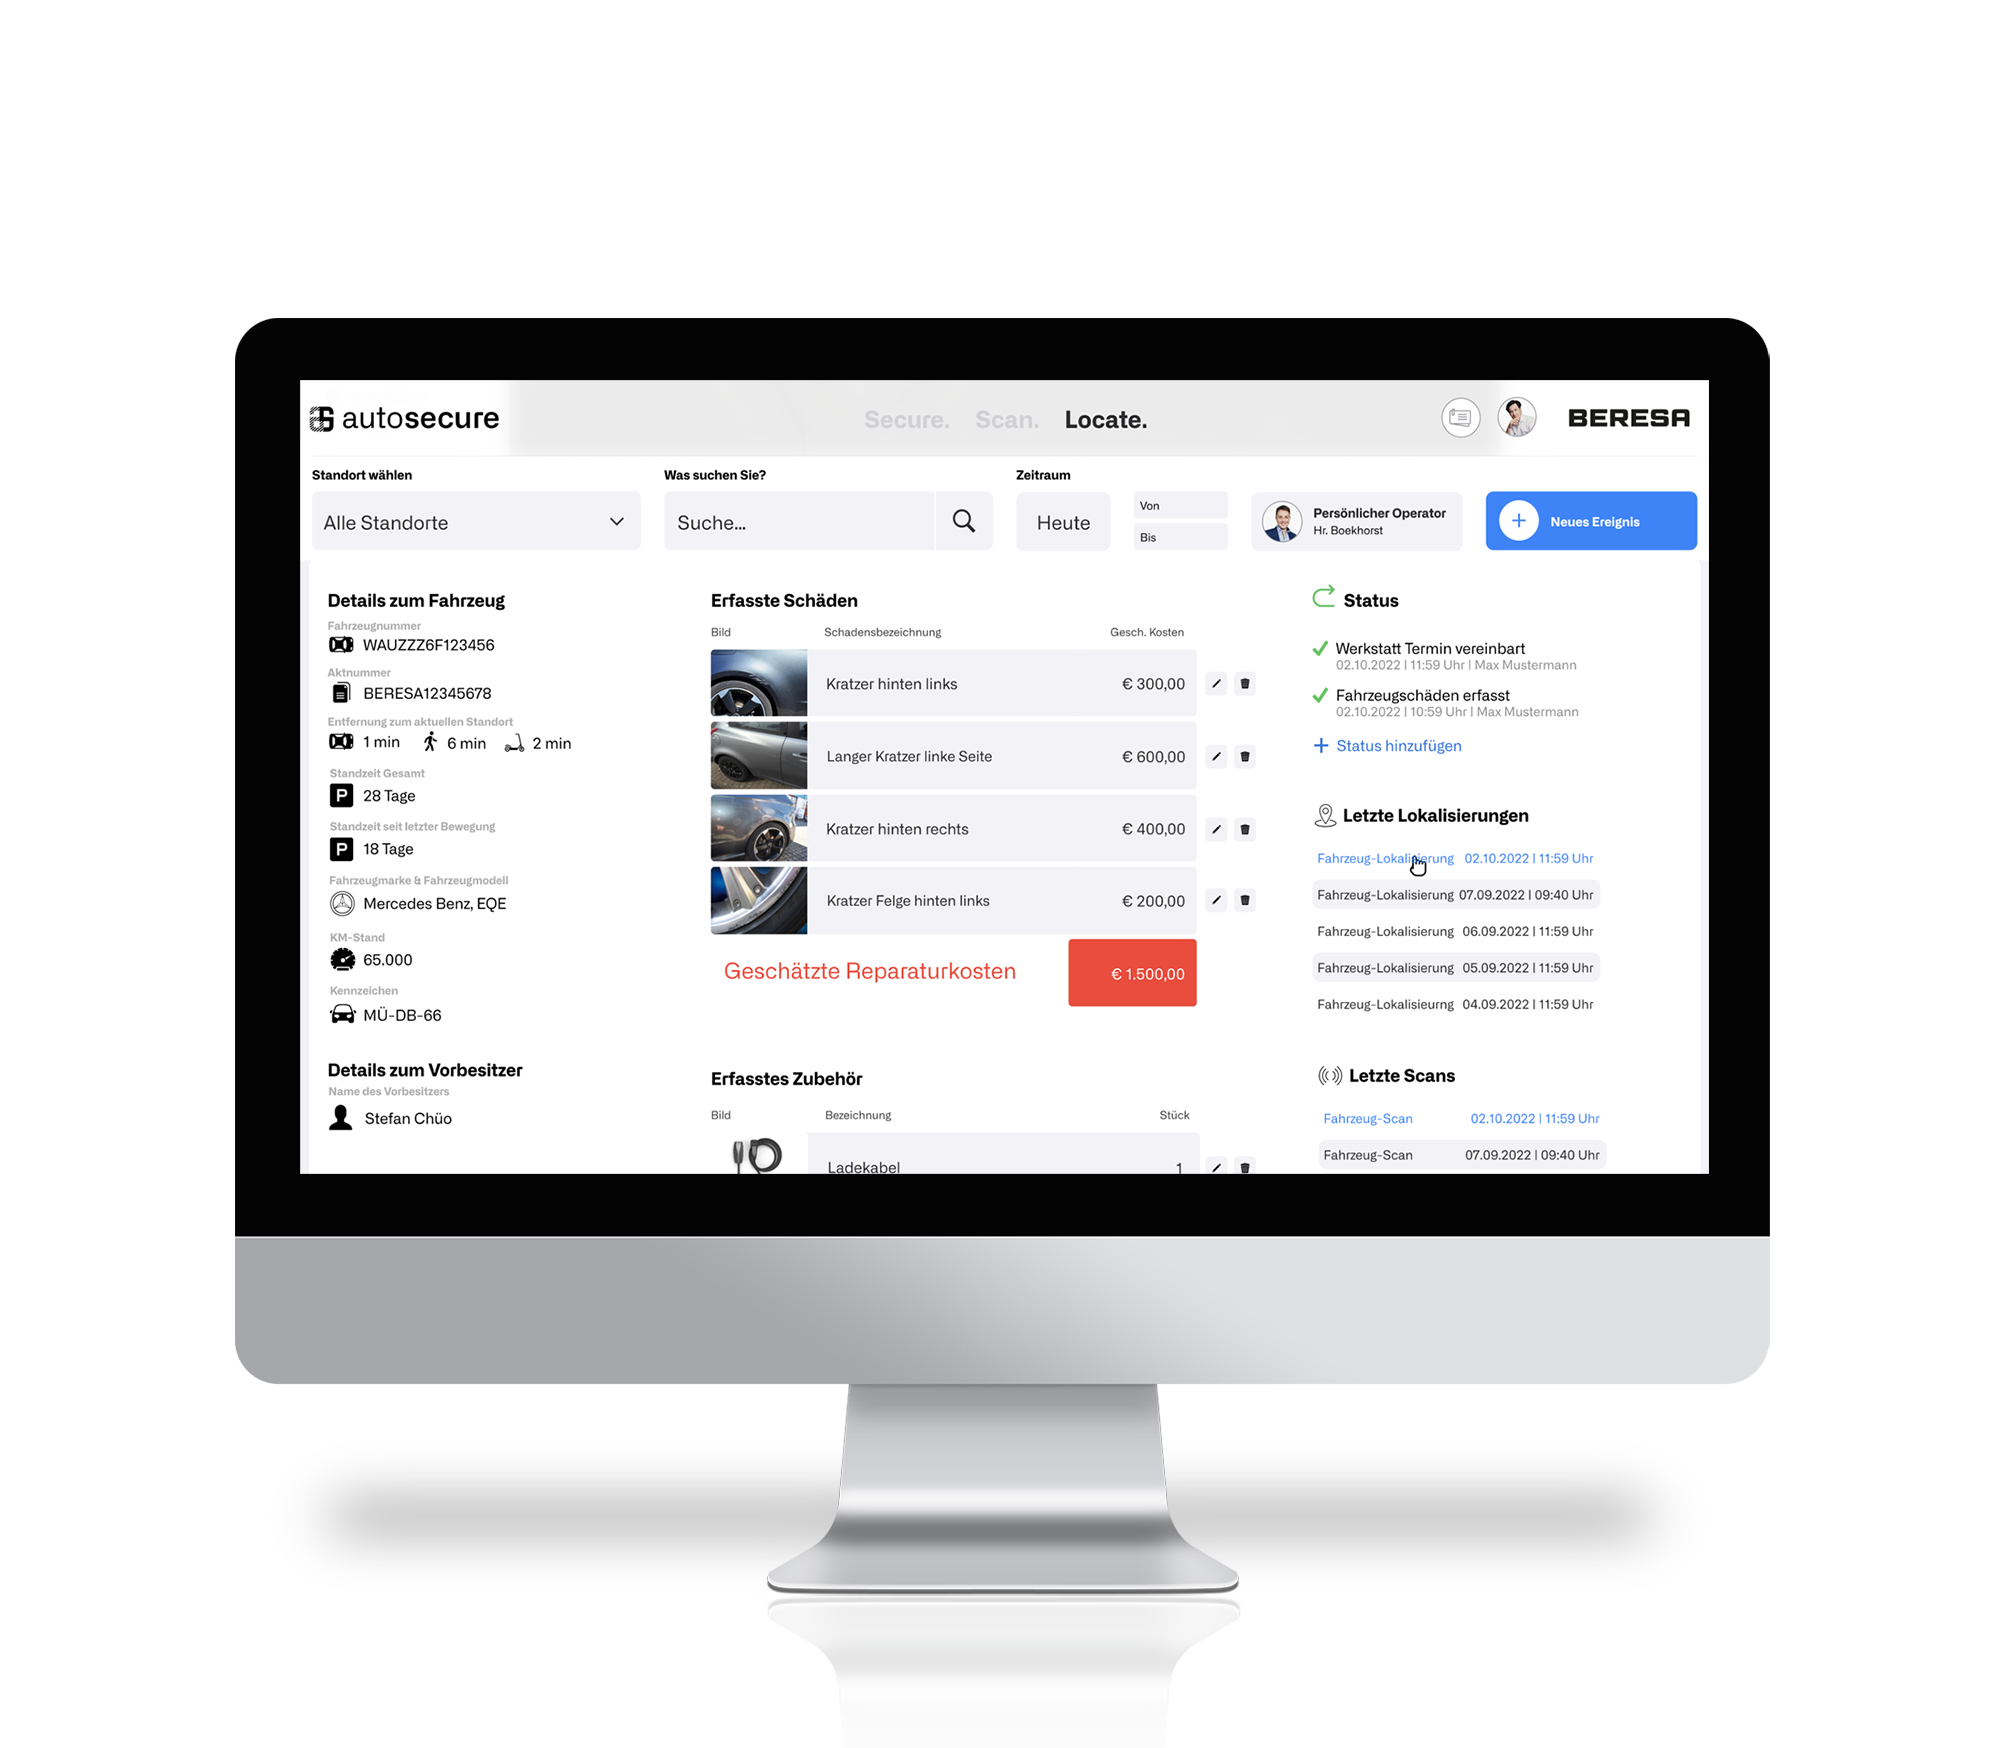 autosecure
Secure. Scan. Locate.
BERESA
Standort wählen
Was suchen Sie?
Zeitraum
Alle Standorte
Suche...
Heute
Von
Bis
Persönlicher Operator
Hr. Boekhorst
Neues Ereignis
Details zum Fahrzeug
Fahrzeugnummer
WAUZZZ6F123456
Aktnummer
BERESA12345678
Entfernung zum aktuellen Standort
1 min 6 min 2 min
Standzeit Gesamt
P 28 Tage
Standzeit seit letzter Bewegung
P 18 Tage
Fahrzeugmarke & Fahrzeugmodell
Mercedes Benz, EQE
KM-Stand
65.000
Kennzeichen
MÜ-DB-66
Details zum Vorbesitzer
Name des Vorbesitzers
Stefan Chüo
Erfasste Schäden
Bild Schadensbezeichnung Gesch. Kosten
Kratzer hinten links € 300,00
Langer Kratzer linke Seite € 600,00
Kratzer hinten rechts € 400,00
Kratzer Felge hinten links € 200,00
Geschätzte Reparaturkosten € 1.500,00
Erfasstes Zubehör
Bild Bezeichnung Stück
Ladekabel 1
Status
Werkstatt Termin vereinbart
02.10.2022 | 11:59 Uhr | Max Mustermann
Fahrzeugschäden erfasst
02.10.2022 | 10:59 Uhr | Max Mustermann
+ Status hinzufügen
Letzte Lokalisierungen
Fahrzeug-Lokalisierung 02.10.2022 | 11:59 Uhr
Fahrzeug-Lokalisierung 07.09.2022 | 09:40 Uhr
Fahrzeug-Lokalisierung 06.09.2022 | 11:59 Uhr
Fahrzeug-Lokalisierung 05.09.2022 | 11:59 Uhr
Fahrzeug-Lokalisieurng 04.09.2022 | 11:59 Uhr
Letzte Scans
Fahrzeug-Scan 02.10.2022 | 11:59 Uhr
Fahrzeug-Scan 07.09.2022 | 09:40 Uhr